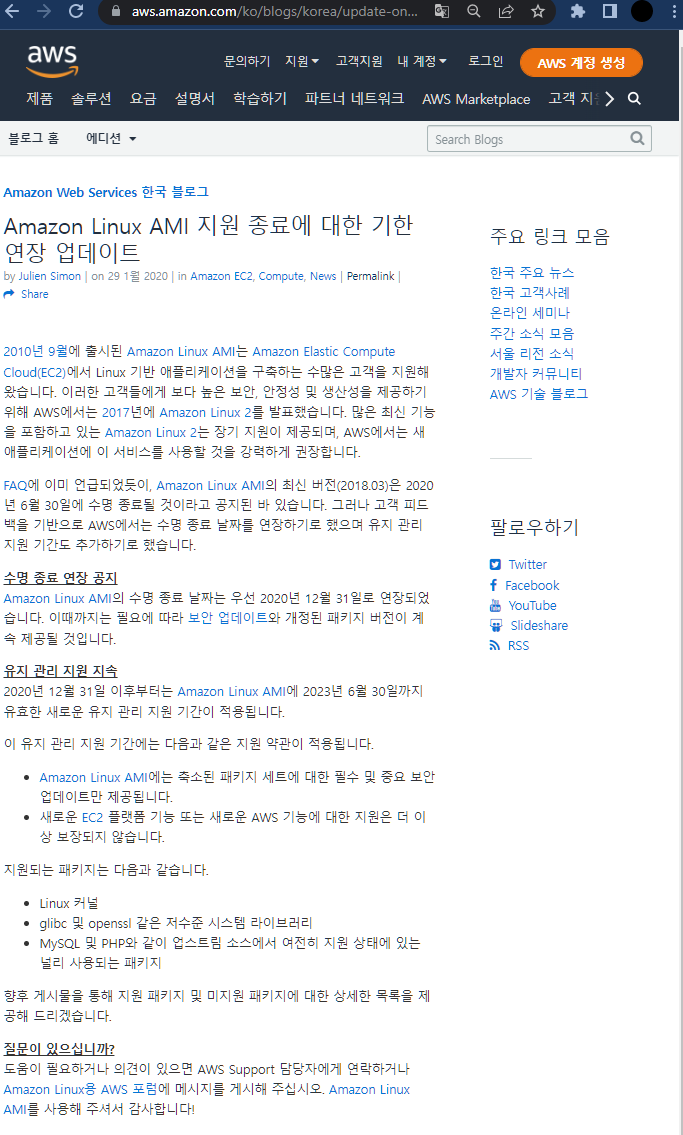 aws.amazon.com/ko/blogs/korea/update-on...
aws
문의하기 지원 고객지원 내 계정 로그인 AWS 계정 생성
제품 솔루션 요금 설명서 학습하기 파트너 네트워크 AWS Marketplace 고객 지
블로그 홈 에디션 Search Blogs
Amazon Web Services 한국 블로그
Amazon Linux AMI 지원 종료에 대한 기한
연장 업데이트
by Julien Simon | on 29 1월 2020 | in Amazon EC2, Compute, News | Permalink |
Share
2010년 9월에 출시된 Amazon Linux AMI는 Amazon Elastic Compute
Cloud(EC2)에서 Linux 기반 애플리케이션을 구축하는 수많은 고객을 지원해
왔습니다. 이러한 고객들에게 보다 높은 보안, 안정성 및 생산성을 제공하기
위해 AWS에서는 2017년에 Amazon Linux 2를 발표했습니다. 많은 최신 기능
을 포함하고 있는 Amazon Linux 2는 장기 지원이 제공되며, AWS에서는 새
애플리케이션에 이 서비스를 사용할 것을 강력하게 권장합니다.
FAQ에 이미 언급되었듯이, Amazon Linux AMI의 최신 버전(2018.03)은 2020
년 6월 30일에 수명 종료될 것이라고 공지된 바 있습니다. 그러나 고객 피드
백을 기반으로 AWS에서는 수명 종료 날짜를 연장하기로 했으며 유지 관리
지원 기간도 추가하기로 했습니다.
수명 종료 연장 공지
Amazon Linux AMI의 수명 종료 날짜는 우선 2020년 12월 31일로 연장되었
습니다. 이때까지는 필요에 따라 보안 업데이트와 개정된 패키지 버전이 계
속 제공될 것입니다.
유지 관리 지원 지속
2020년 12월 31일 이후부터는 Amazon Linux AMI에 2023년 6월 30일까지
유효한 새로운 유지 관리 지원 기간이 적용됩니다.
이 유지 관리 지원 기간에는 다음과 같은 지원 약관이 적용됩니다.
• Amazon Linux AMI에는 축소된 패키지 세트에 대한 필수 및 중요 보안
업데이트만 제공됩니다.
• 새로운 EC2 플랫폼 기능 또는 새로운 AWS 기능에 대한 지원은 더 이
상 보장되지 않습니다.
지원되는 패키지는 다음과 같습니다.
• Linux 커널
• glibc 및 openssl 같은 저수준 시스템 라이브러리
• MySQL 및 PHP와 같이 업스트림 소스에서 여전히 지원 상태에 있는
널리 사용되는 패키지
향후 게시물을 통해 지원 패키지 및 미지원 패키지에 대한 상세한 목록을 제
공해 드리겠습니다.
질문이 있으십니까?
도움이 필요하거나 의견이 있으면 AWS Support 담당자에게 연락하거나
Amazon Linux용 AWS 포럼에 메시지를 게시해 주십시오. Amazon Linux
AMI를 사용해 주셔서 감사합니다!
주요 링크 모음
한국 주요 뉴스
한국 고객사례
온라인 세미나
주간 소식 모음
서울 리전 소식
개발자 커뮤니티
AWS 기술 블로그
팔로우하기
Twitter
Facebook
YouTube
Slideshare
RSS